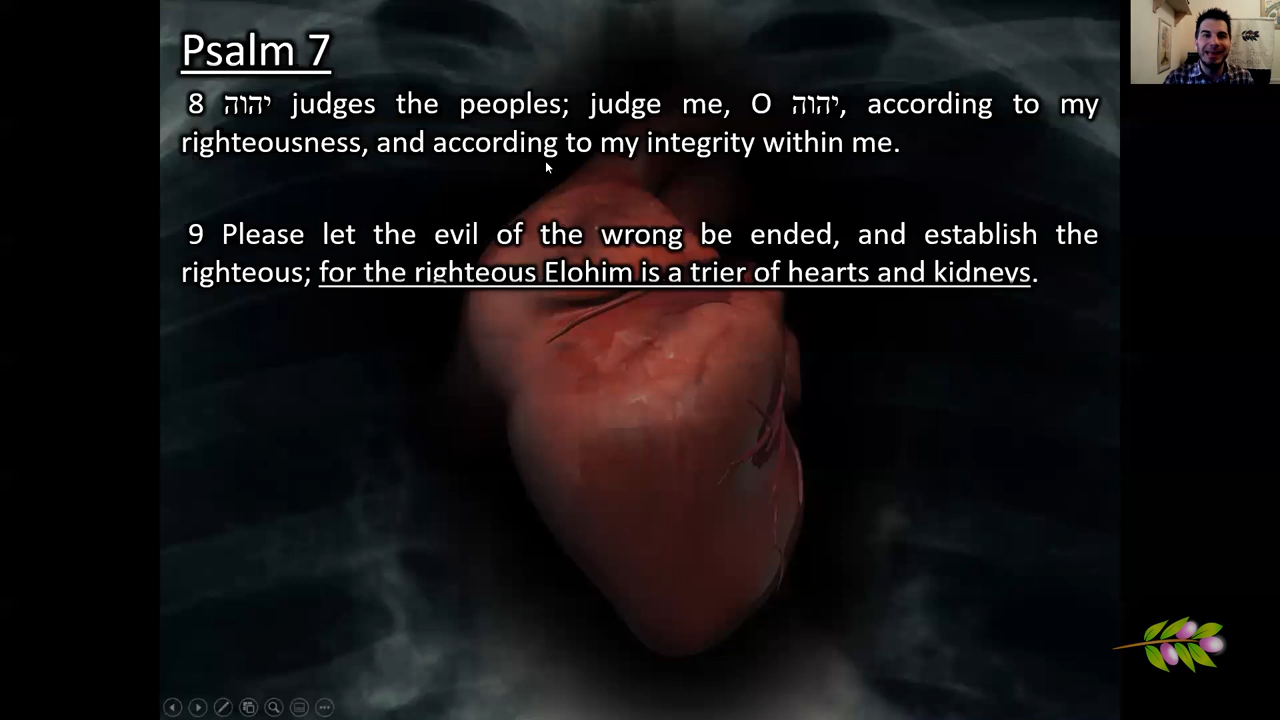 Psalm 7
8 יהוה judges the peoples; judge me, O יהוה, according to my
righteousness, and according to my integrity within me.
9 Please let the evil of the wrong be ended, and establish the
righteous; for the righteous Elohim is a trier of hearts and kidneys.